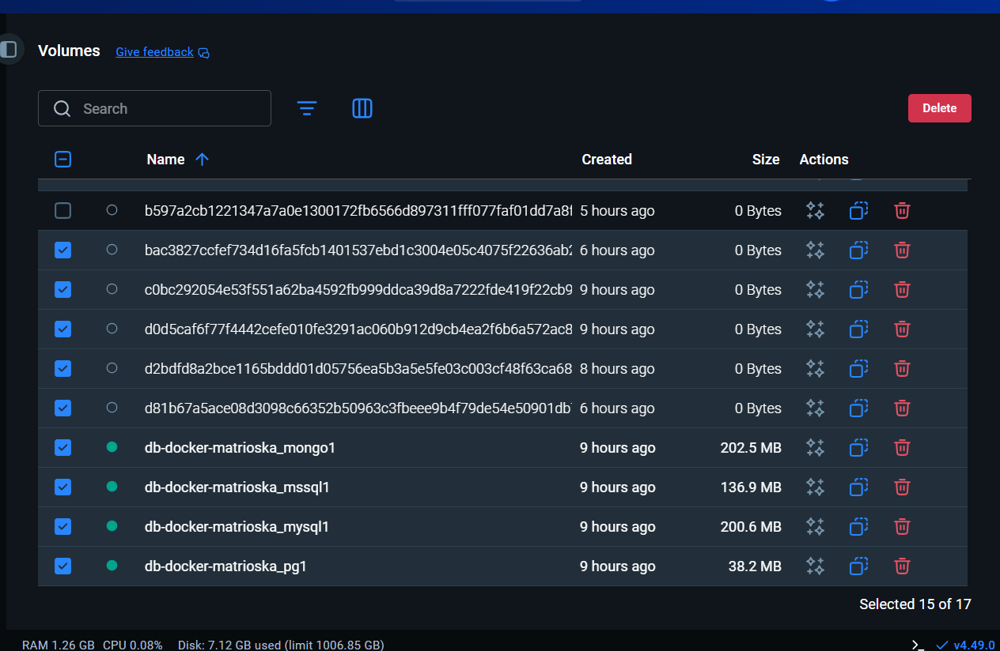 Volumes Give feedback
Search
Delete
Name Created Size Actions
b597a2cb1221347a7a0e1300172fb6566d897311fff077faf01dd7a8f 5 hours ago 0 Bytes
bac3827ccfef734d16fa5fcb1401537ebd1c3004e05c4075f22636ab2 6 hours ago 0 Bytes
c0bc292054e53f551a62ba4592fb999ddca39d8a7222fde419f22cb9 9 hours ago 0 Bytes
d0d5caf6f77f4442cefe010fe3291ac060b912d9cb4ea2f6b6a572ac8 9 hours ago 0 Bytes
d2bdfd8a2bce1165bddd01d05756ea5b3a5e5fe03c003cf48f63ca68 8 hours ago 0 Bytes
d81b67a5ace08d3098c66352b50963c3fbeee9b4f79de54e50901db 6 hours ago 0 Bytes
db-docker-matrioska_mongo1 9 hours ago 202.5 MB
db-docker-matrioska_mssql1 9 hours ago 136.9 MB
db-docker-matrioska_mysql1 9 hours ago 200.6 MB
db-docker-matrioska_pg1 9 hours ago 38.2 MB
Selected 15 of 17
RAM 1.26 GB CPU 0.08% Disk: 7.12 GB used (limit 1006.85 GB) v4.49.0